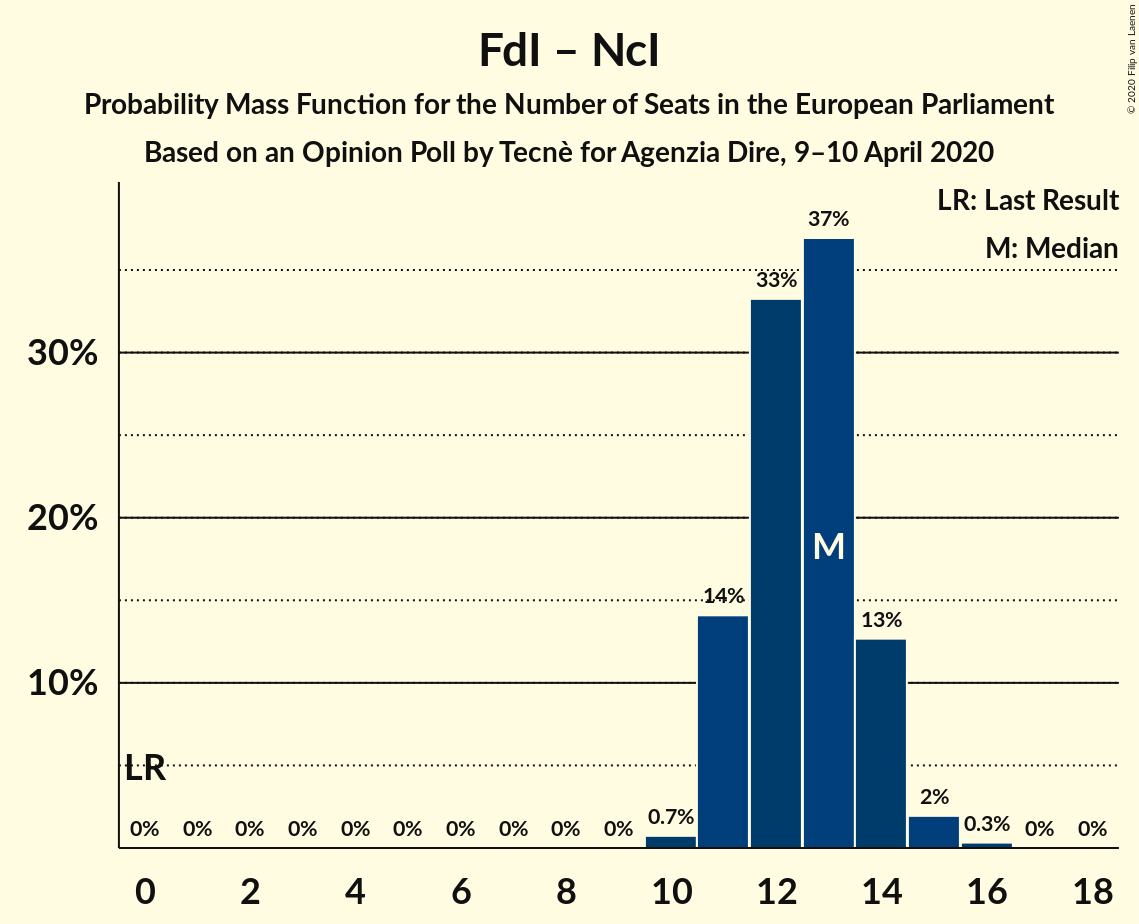 FdI – NcI
Probability Mass Function for the Number of Seats in the European Parliament
Based on an Opinion Poll by Tecnè for Agenzia Dire, 9–10 April 2020
© 2020 Filip van Laenen
LR: Last Result
M: Median
30%
20%
10%
LR
0% 0% 0% 0% 0% 0% 0% 0% 0% 0% 0.7% 14% 33% 37% 13% 2% 0.3% 0% 0%
M
0 2 4 6 8 10 12 14 16 18